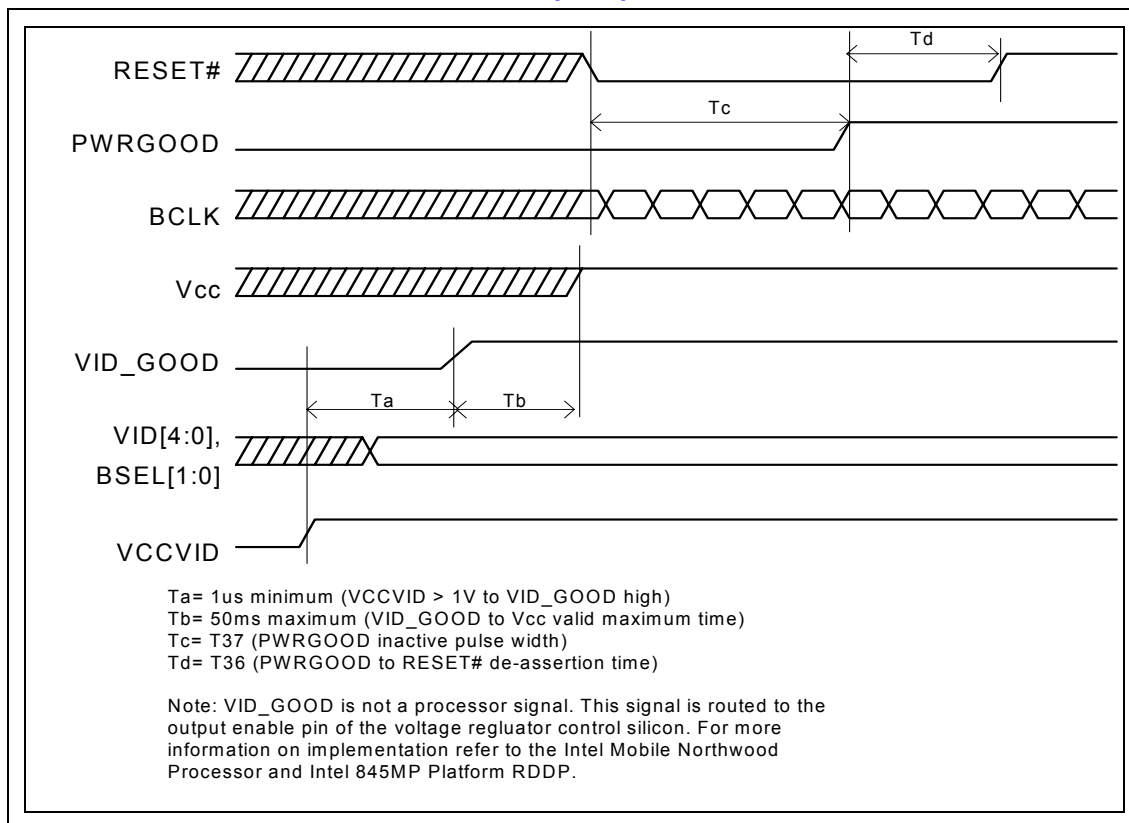 Td
RESET#
Tc
PWRGOOD
BCLK
Vcc
VID_GOOD
Ta
Tb
VID[4:0],
BSEL[1:0]
VCCVID
Ta= 1us minimum (VCCVID > 1V to VID_GOOD high)
Tb= 50ms maximum (VID_GOOD to Vcc valid maximum time)
Tc= T37 (PWRGOOD inactive pulse width)
Td= T36 (PWRGOOD to RESET# de-assertion time)
Note: VID_GOOD is not a processor signal. This signal is routed to the
output enable pin of the voltage regluator control silicon. For more
information on implementation refer to the Intel Mobile Northwood
Processor and Intel 845MP Platform RDDP.